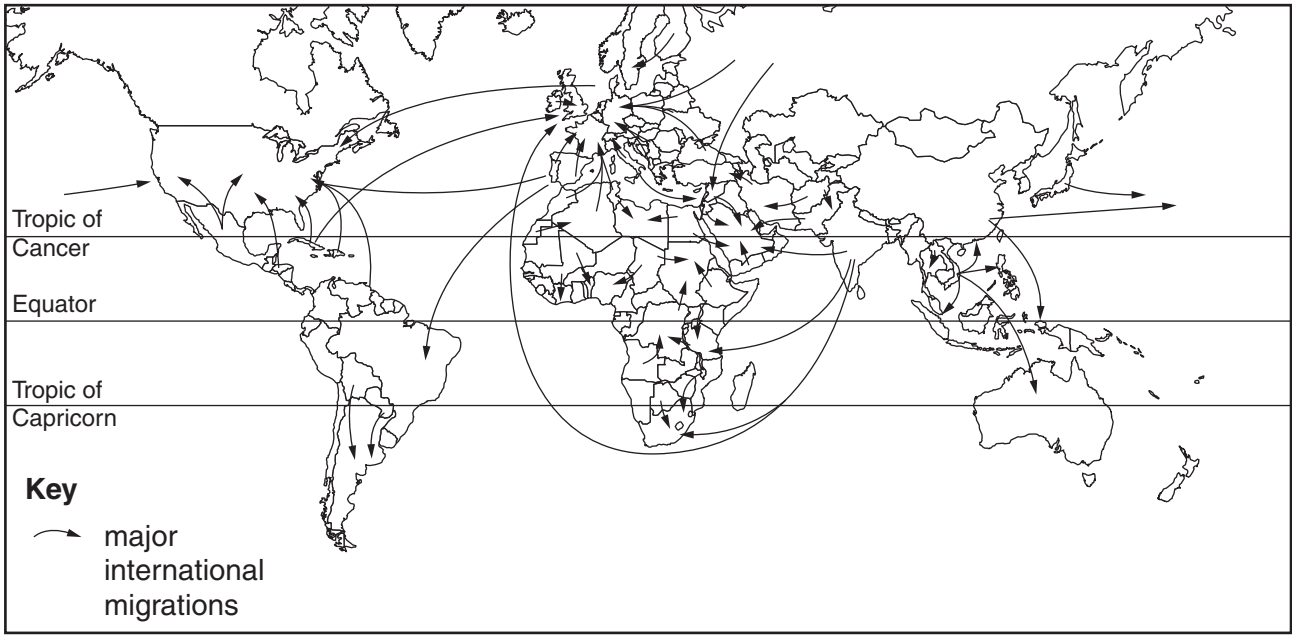 Tropic of
Cancer
Equator
Tropic of
Capricorn
Key
major
international
migrations